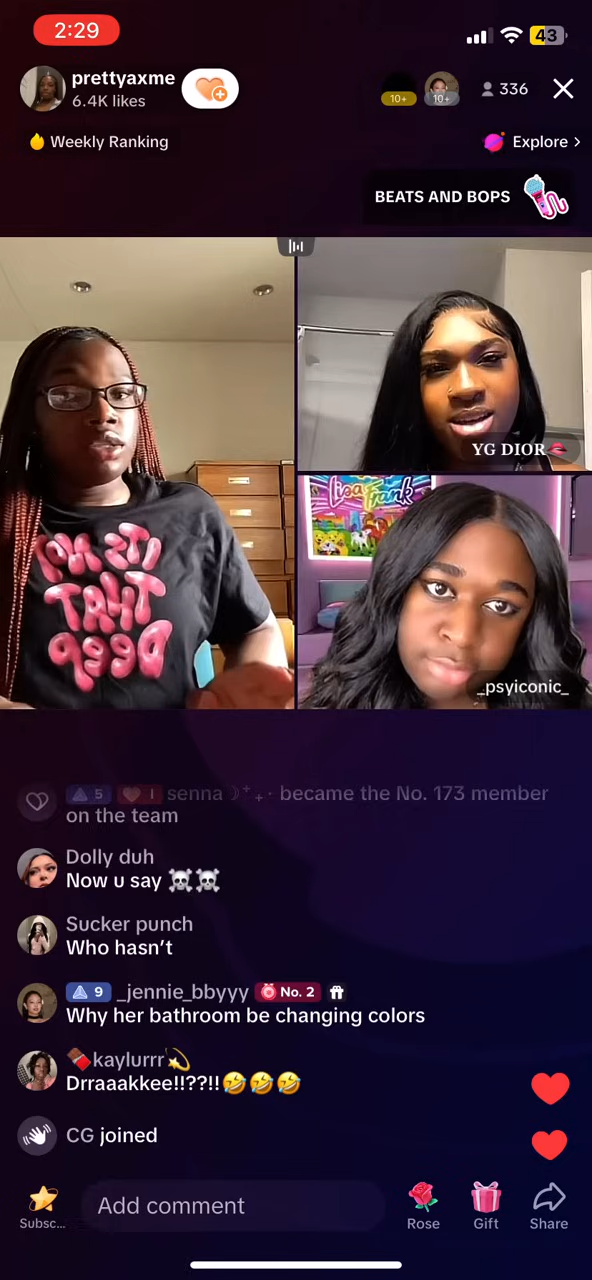 2:29
43
prettyaxme
6.4K likes
10+
10+
336
Weekly Ranking
Explore >
BEATS AND BOPS
YG DIOR
Lisa Frank
ITS NOT
THAT
DEEP
_psyiconic_
5 I senna became the No. 173 member
on the team
Dolly duh
Now u say ☠️☠️
Sucker punch
Who hasn't
9 _jennie_bbyyy No. 2
Why her bathroom be changing colors
🍫kaylurrr💫
Drraaakkee!!??!!🤣🤣🤣
CG joined
Subsc...
Add comment
Rose
Gift
Share